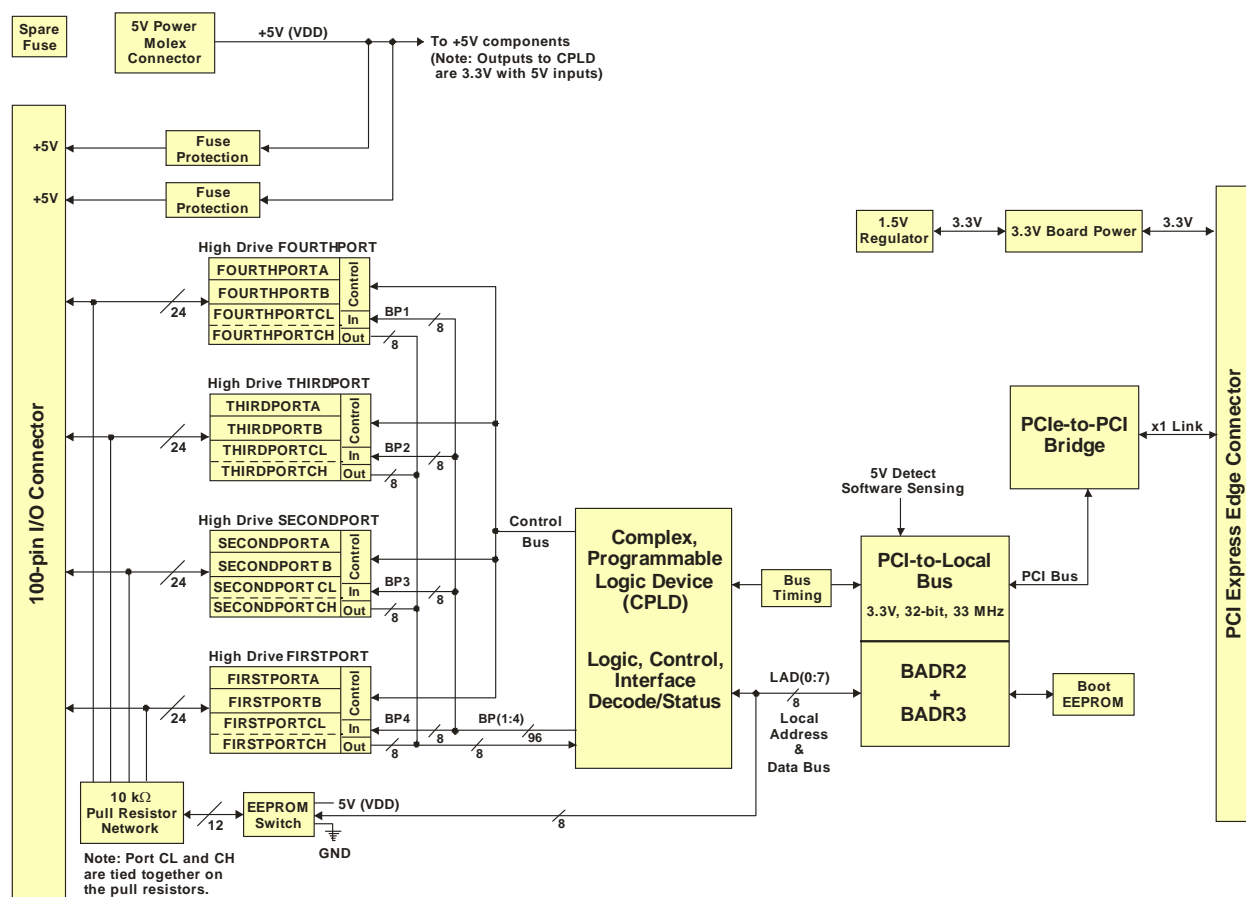 Spare
Fuse
5V Power
Molex
Connector
+5V (VDD)
To +5V components
(Note: Outputs to CPLD
are 3.3V with 5V inputs)
+5V
Fuse
Protection
+5V
Fuse
Protection
100-pin I/O Connector
High Drive FOURTHPORT
FOURTHPORTA
FOURTHPORTB
FOURTHPORTCL
FOURTHPORTCH
Control
In
Out
24
BP1
8
8
High Drive THIRDPORT
THIRDPORTA
THIRDPORTB
THIRDPORTCL
THIRDPORTCH
Control
In
Out
24
BP2
8
8
High Drive SECONDPORT
SECONDPORTA
SECONDPORT B
SECONDPORT CL
SECONDPORT CH
Control
In
Out
24
BP3
8
8
High Drive FIRSTPORT
FIRSTPORTA
FIRSTPORTB
FIRSTPORTCL
FIRSTPORTCH
Control
In
Out
24
BP4
8
8
BP(1:4)
96
8
Control
Bus
Complex,
Programmable
Logic Device
(CPLD)
Logic, Control,
Interface
Decode/Status
Bus
Timing
5V Detect
Software Sensing
PCI-to-Local
Bus
3.3V, 32-bit, 33 MHz
BADR2
+
BADR3
LAD(0:7)
8
Local
Address
&
Data Bus
Boot
EEPROM
PCI Bus
PCIe-to-PCI
Bridge
x1 Link
1.5V
Regulator
3.3V
3.3V Board Power
3.3V
PCI Express Edge Connector
10 kΩ
Pull Resistor
Network
12
EEPROM
Switch
5V (VDD)
8
GND
Note: Port CL and CH
are tied together on
the pull resistors.